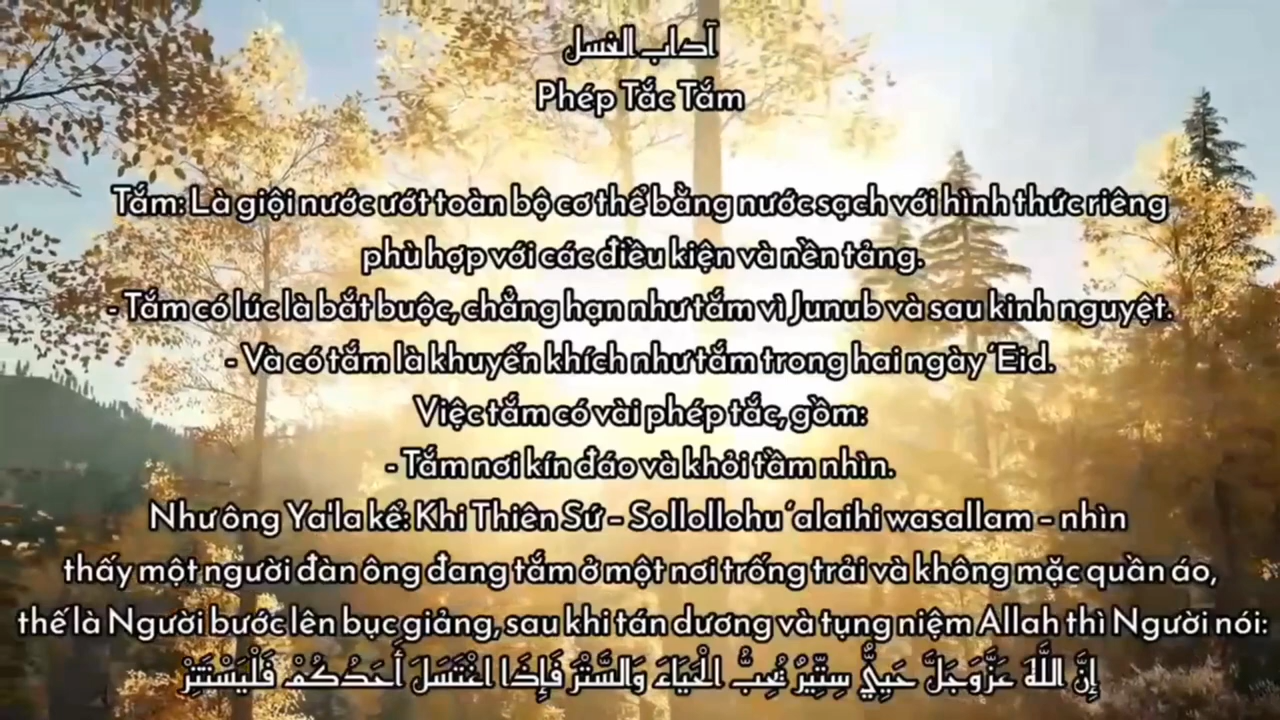 آداب الغسل
Phép Tắc Tắm
Tắm: Là giội nước ướt toàn bộ cơ thể bằng nước sạch với hình thức riêng
phù hợp với các điều kiện và nền tảng.
- Tắm có lúc là bắt buộc, chẳng hạn như tắm vì Junub và sau kinh nguyệt.
- Và có tắm là khuyến khích như tắm trong hai ngày 'Eid.
Việc tắm có vài phép tắc, gồm:
- Tắm nơi kín đáo và khỏi tầm nhìn.
Như ông Ya'la kể: Khi Thiên Sứ - Sollollohu 'alaihi wasallam - nhìn
thấy một người đàn ông đang tắm ở một nơi trống trải và không mặc quần áo,
thế là Người bước lên bục giảng, sau khi tán dương và tụng niệm Allah thì Người nói:
إِنَّ اللَّهَ عَزَّوَجَلَّ حَيِيٌّ سِتِّيرٌ يُحِبُّ الْحَيَاءَ وَالسَّتْرَ فَإِذَا اغْتَسَلَ أَحَدُكُمْ فَلْيَسْتَتِرْ